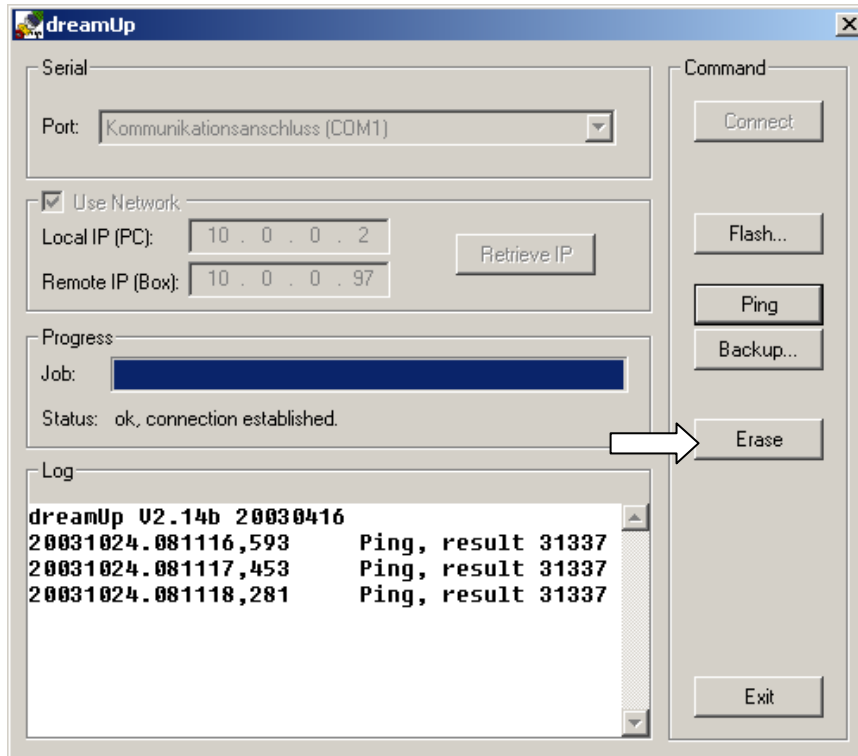 dreamUp
Serial
Port: Kommunikationsanschluss (COM1)
Use Network
Local IP (PC): 10 . 0 . 0 . 2
Remote IP (Box): 10 . 0 . 0 . 97
Retrieve IP
Progress
Job:
Status: ok, connection established.
Log
dreamUp V2.14b 20030416
20031024.081116,593 Ping, result 31337
20031024.081117,453 Ping, result 31337
20031024.081118,281 Ping, result 31337
Command
Connect
Flash...
Ping
Backup...
Erase
Exit